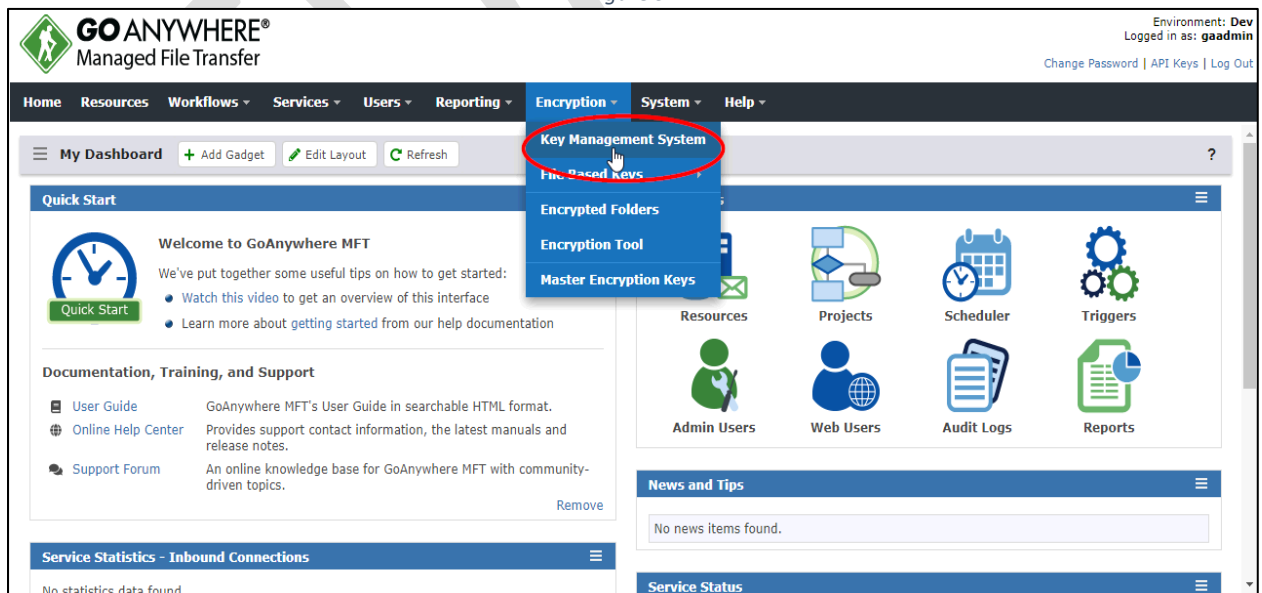 GO ANYWHERE®
Managed File Transfer
Environment: Dev
Logged in as: gaadmin
Change Password | API Keys | Log Out
Home Resources Workflows Services Users Reporting Encryption System Help
Key Management System
File Based Keys
Encrypted Folders
Encryption Tool
Master Encryption Keys
My Dashboard + Add Gadget Edit Layout Refresh ?
Quick Start
Quick Start
Welcome to GoAnywhere MFT
We've put together some useful tips on how to get started:
Watch this video to get an overview of this interface
Learn more about getting started from our help documentation
Documentation, Training, and Support
User Guide GoAnywhere MFT's User Guide in searchable HTML format.
Online Help Center Provides support contact information, the latest manuals and
release notes.
Support Forum An online knowledge base for GoAnywhere MFT with community-
driven topics.
Remove
Service Statistics - Inbound Connections
No statistics data found
Resources Projects Scheduler Triggers
Admin Users Web Users Audit Logs Reports
News and Tips
No news items found.
Service Status